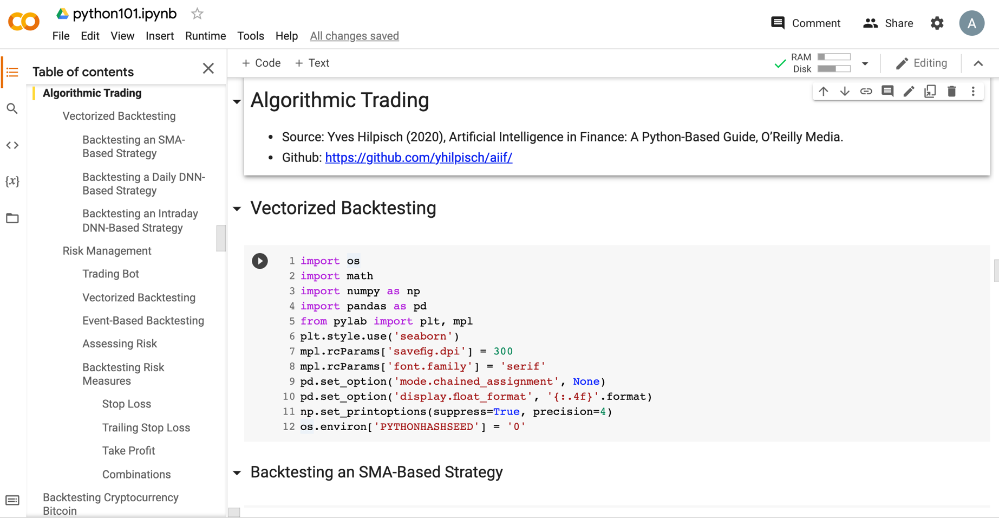 python101.ipynb
File Edit View Insert Runtime Tools Help All changes saved
Comment Share A
Table of contents
Algorithmic Trading
Vectorized Backtesting
Backtesting an SMA-
Based Strategy
Backtesting a Daily DNN-
Based Strategy
Backtesting an Intraday
DNN-Based Strategy
Risk Management
Trading Bot
Vectorized Backtesting
Event-Based Backtesting
Assessing Risk
Backtesting Risk
Measures
Stop Loss
Trailing Stop Loss
Take Profit
Combinations
Backtesting Cryptocurrency
Bitcoin
+ Code + Text
RAM
Disk
Editing
Algorithmic Trading
• Source: Yves Hilpisch (2020), Artificial Intelligence in Finance: A Python-Based Guide, O’Reilly Media.
• Github: https://github.com/yhilpisch/aiif/
Vectorized Backtesting
1 import os
2 import math
3 import numpy as np
4 import pandas as pd
5 from pylab import plt, mpl
6 plt.style.use('seaborn')
7 mpl.rcParams['savefig.dpi'] = 300
8 mpl.rcParams['font.family'] = 'serif'
9 pd.set_option('mode.chained_assignment', None)
10 pd.set_option('display.float_format', '{:.4f}'.format)
11 np.set_printoptions(suppress=True, precision=4)
12 os.environ['PYTHONHASHSEED'] = '0'
Backtesting an SMA-Based Strategy